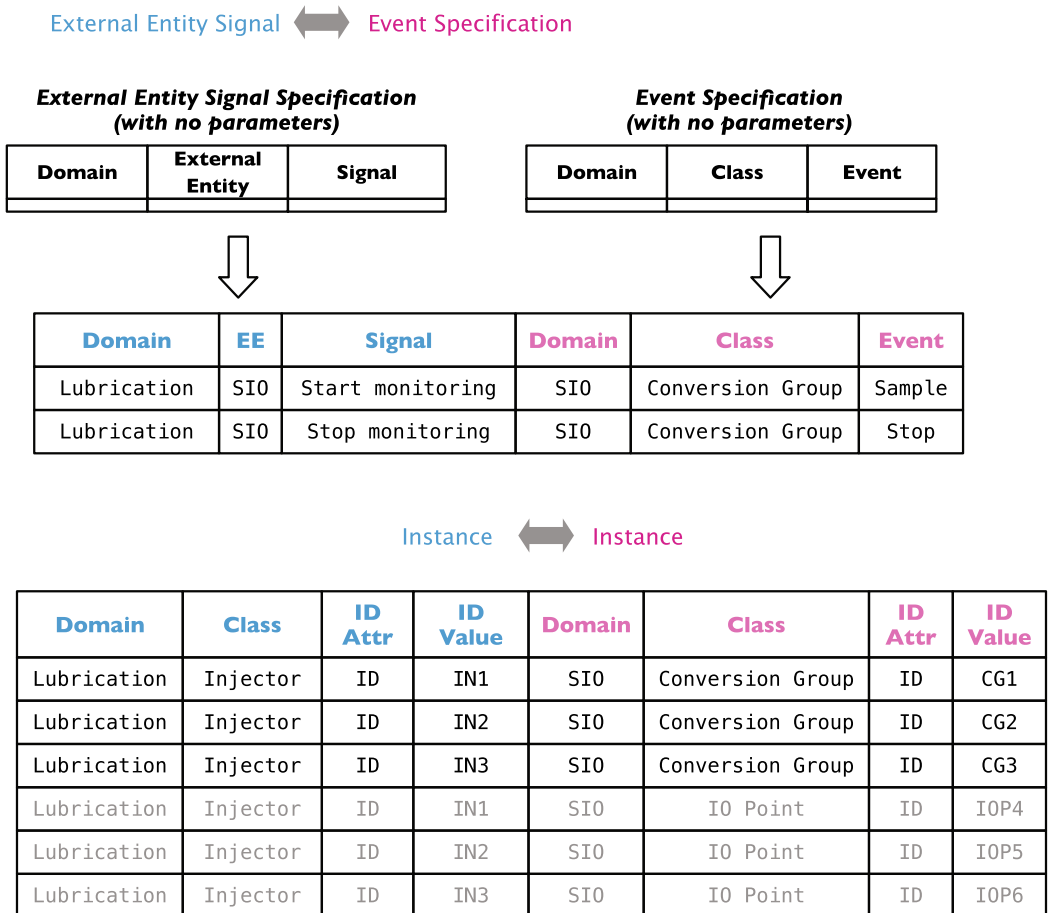 External Entity Signal Event Specification
External Entity Signal Specification
(with no parameters)
Event Specification
(with no parameters)
Domain External Entity Signal
Domain Class Event
Domain EE Signal Domain Class Event
Lubrication SIO Start monitoring SIO Conversion Group Sample
Lubrication SIO Stop monitoring SIO Conversion Group Stop
Instance Instance
Domain Class ID Attr ID Value Domain Class ID Attr ID Value
Lubrication Injector ID IN1 SIO Conversion Group ID CG1
Lubrication Injector ID IN2 SIO Conversion Group ID CG2
Lubrication Injector ID IN3 SIO Conversion Group ID CG3
Lubrication Injector ID IN1 SIO IO Point ID IOP4
Lubrication Injector ID IN2 SIO IO Point ID IOP5
Lubrication Injector ID IN3 SIO IO Point ID IOP6